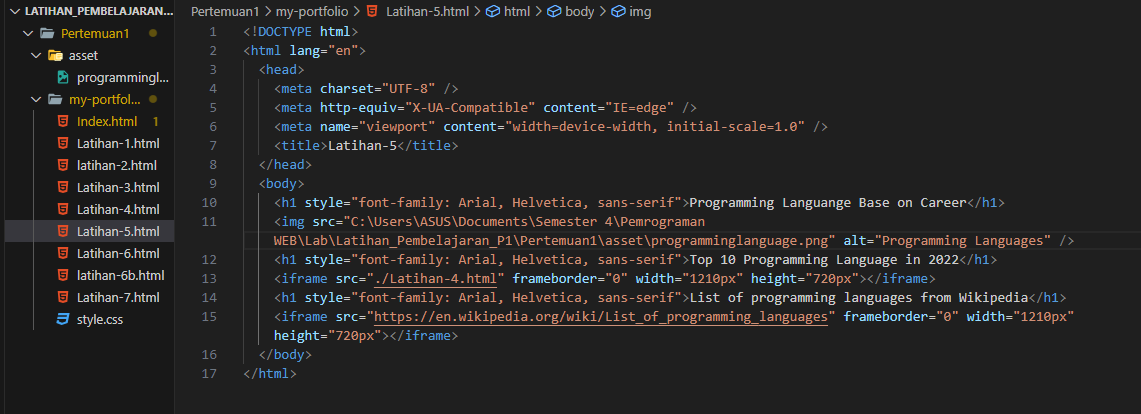 LATIHAN_PEMBELAJARAN...
Pertemuan1
asset
programmingl...
my-portfol...
Index.html 1
Latihan-1.html
latihan-2.html
Latihan-3.html
Latihan-4.html
Latihan-5.html
Latihan-6.html
latihan-6b.html
Latihan-7.html
style.css
Pertemuan1 > my-portfolio > Latihan-5.html > html > body > img
1 <!DOCTYPE html>
2 <html lang="en">
3 <head>
4 <meta charset="UTF-8" />
5 <meta http-equiv="X-UA-Compatible" content="IE=edge" />
6 <meta name="viewport" content="width=device-width, initial-scale=1.0" />
7 <title>Latihan-5</title>
8 </head>
9 <body>
10 <h1 style="font-family: Arial, Helvetica, sans-serif">Programming Languange Base on Career</h1>
11 <img src="C:\Users\ASUS\Documents\Semester 4\Pemrograman
WEB\Lab\Latihan_Pembelajaran_P1\Pertemuan1\asset\programminglanguage.png" alt="Programming Languages" />
12 <h1 style="font-family: Arial, Helvetica, sans-serif">Top 10 Programming Language in 2022</h1>
13 <iframe src="./Latihan-4.html" frameborder="0" width="1210px" height="720px"></iframe>
14 <h1 style="font-family: Arial, Helvetica, sans-serif">List of programming languages from Wikipedia</h1>
15 <iframe src="https://en.wikipedia.org/wiki/List_of_programming_languages" frameborder="0" width="1210px"
height="720px"></iframe>
16 </body>
17 </html>